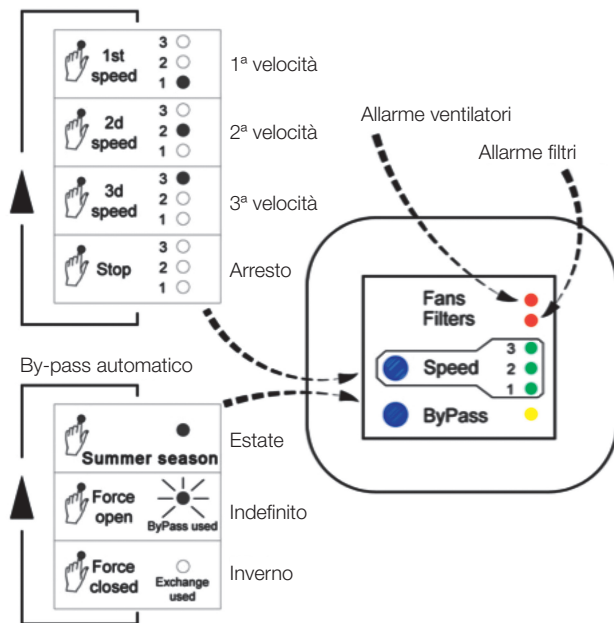 1st speed
3
2
1
1ª velocità
2d speed
3
2
1
2ª velocità
3d speed
3
2
1
3ª velocità
Stop
3
2
1
Arresto
Allarme ventilatori
Allarme filtri
Fans
Filters
Speed
3
2
1
ByPass
By-pass automatico
Summer season
Estate
Force open
ByPass used
Indefinito
Force closed
Exchange used
Inverno